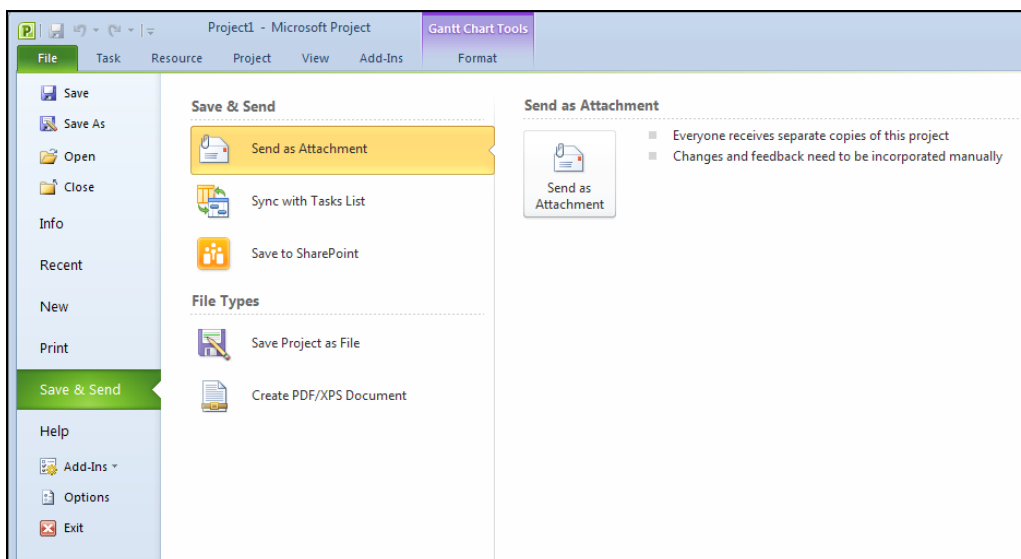 Project1 - Microsoft Project
Gantt Chart Tools
File Task Resource Project View Add-Ins Format
Save
Save As
Open
Close
Info
Recent
New
Print
Save & Send
Help
Add-Ins
Options
Exit
Save & Send
Send as Attachment
Sync with Tasks List
Save to SharePoint
File Types
Save Project as File
Create PDF/XPS Document
Send as Attachment
Send as
Attachment
Everyone receives separate copies of this project
Changes and feedback need to be incorporated manually